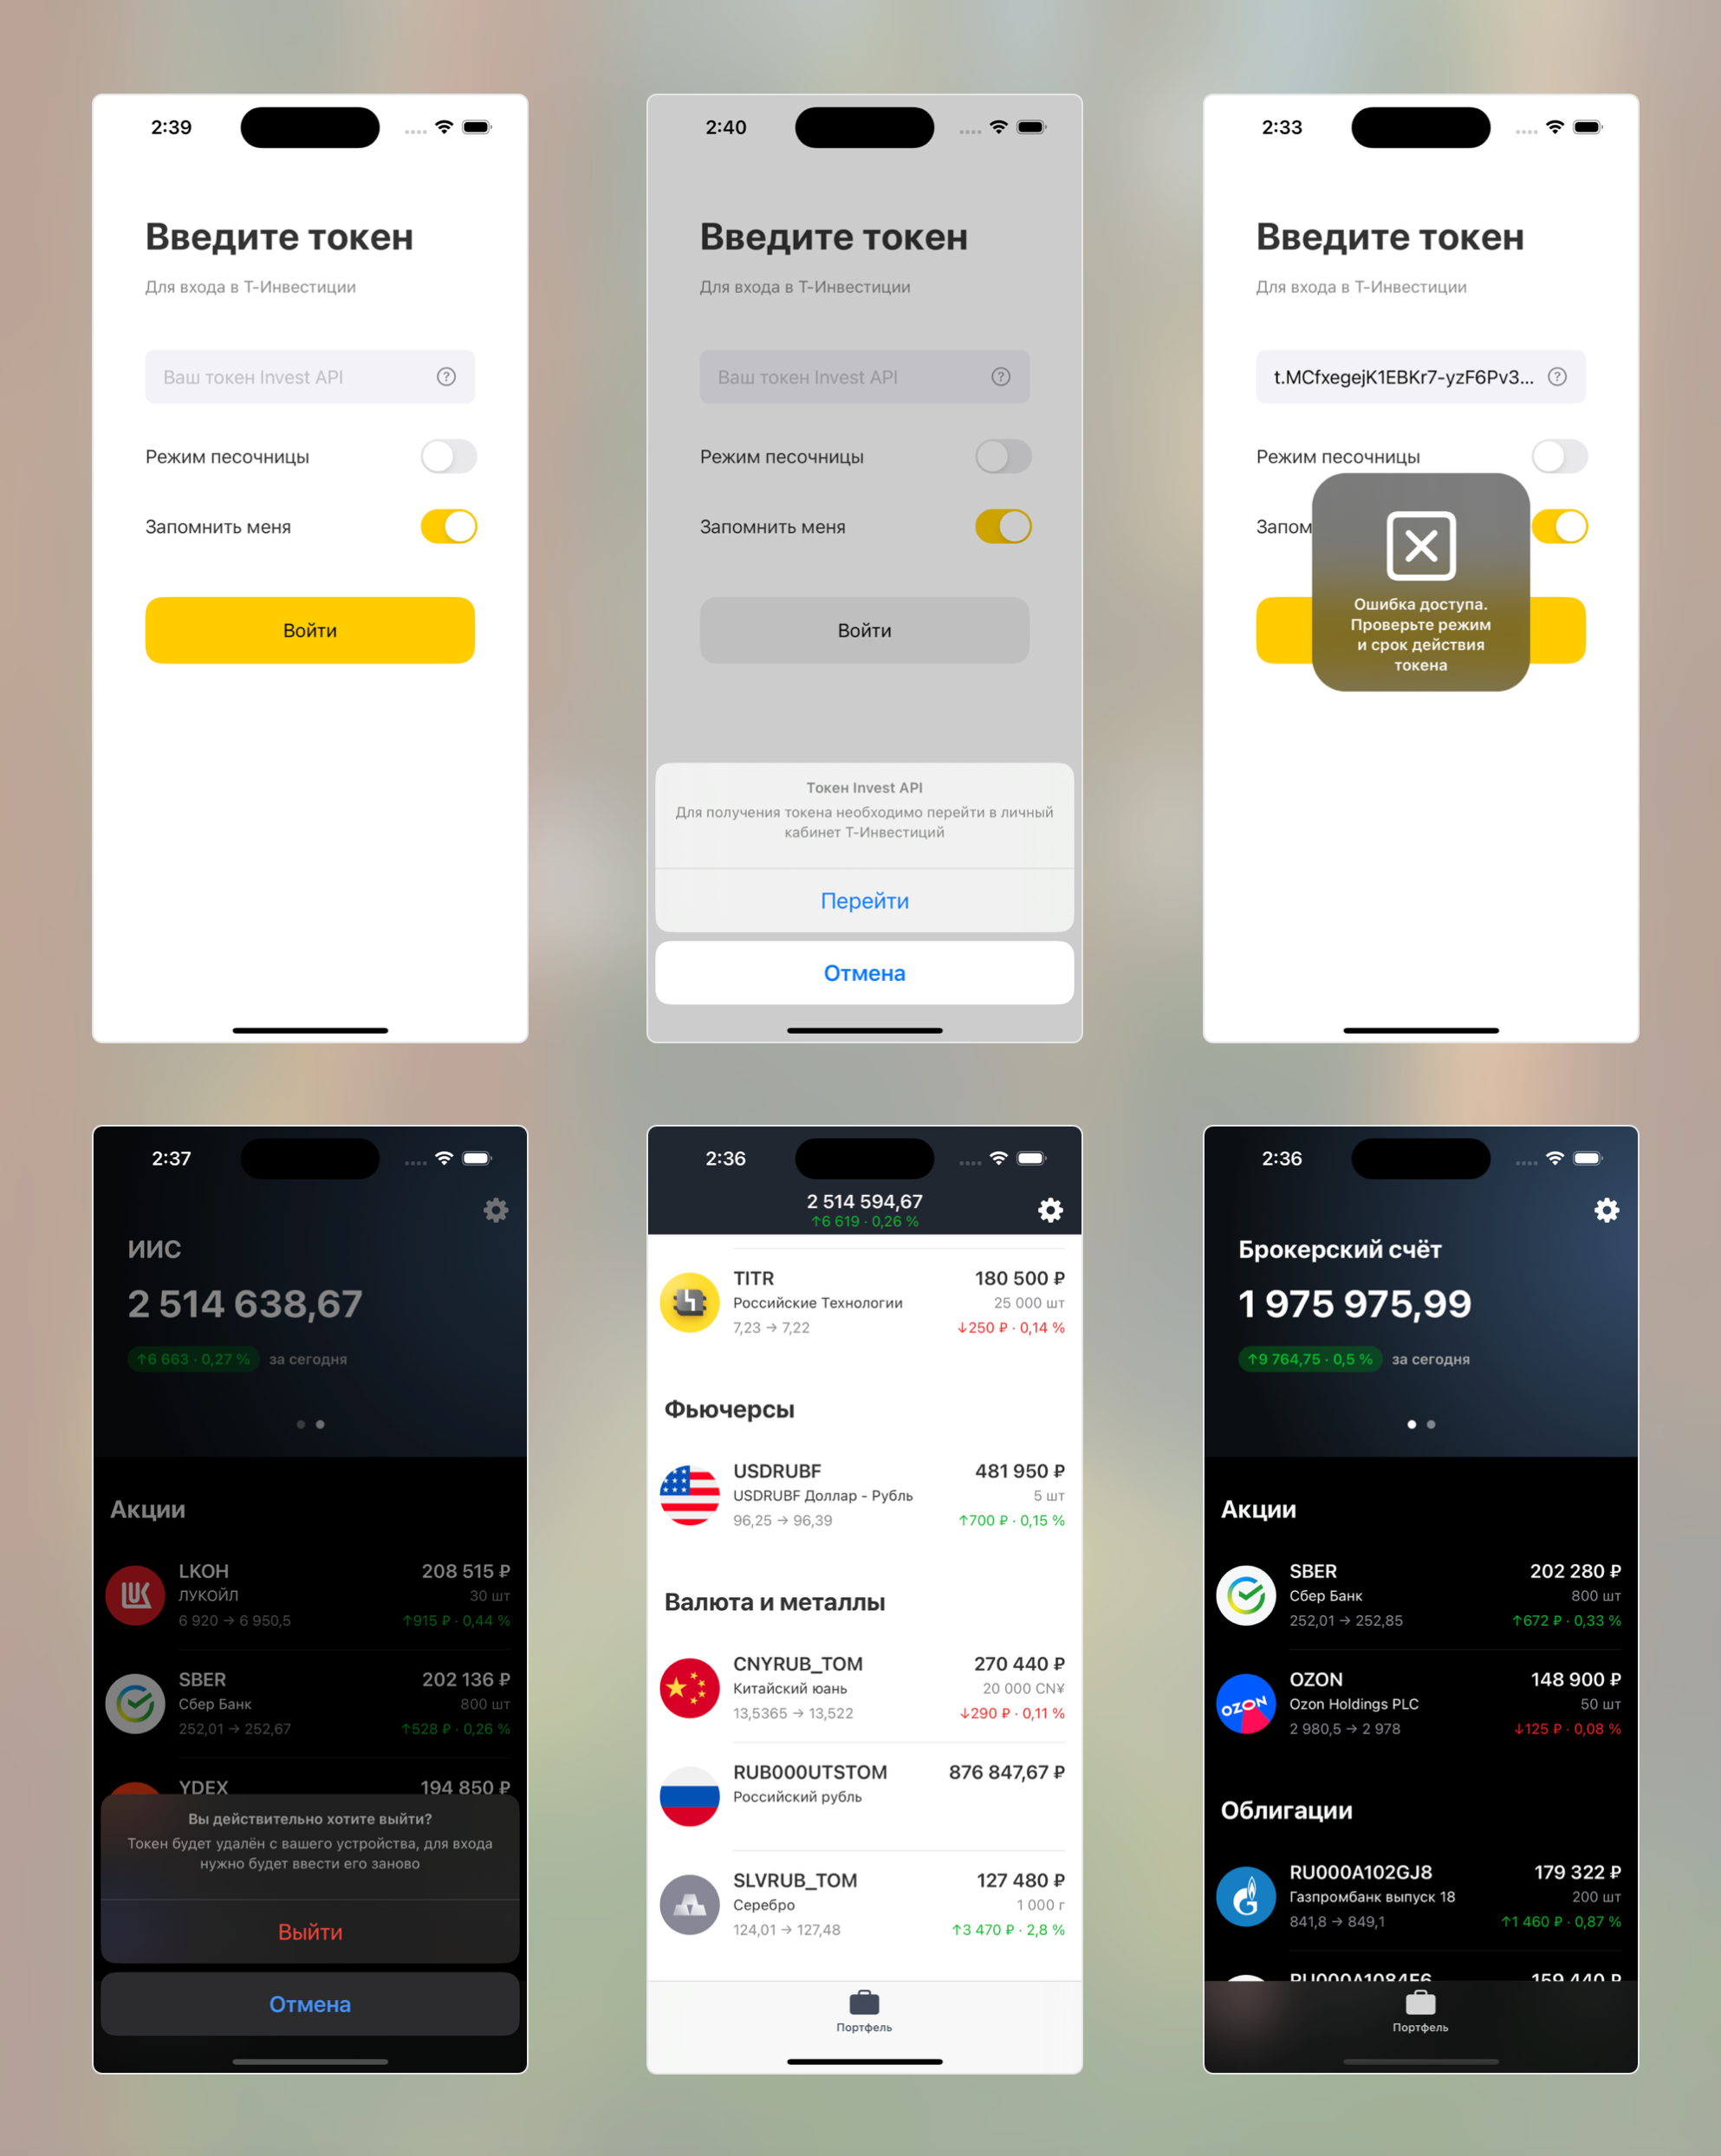 2:39
Введите токен
Для входа в Т-Инвестиции
Ваш токен Invest API
?
Режим песочницы
Запомнить меня
Войти
2:40
Введите токен
Для входа в Т-Инвестиции
Ваш токен Invest API
?
Режим песочницы
Запомнить меня
Войти
Токен Invest API
Для получения токена необходимо перейти в личный
кабинет Т-Инвестиций
Перейти
Отмена
2:33
Введите токен
Для входа в Т-Инвестиции
t.MCfxegejK1EBKr7-yzF6Pv3...
?
Режим песочницы
Запом
Ошибка доступа.
Проверьте режим
и срок действия
токена
2:37
ИИС
2 514 638,67
↑6 663 · 0,27 % за сегодня
Акции
LKOH 208 515 ₽
ЛУКОЙЛ 30 шт
6 920 → 6 950,5 ↑915 ₽ · 0,44 %
SBER 202 136 ₽
Сбер Банк 800 шт
252,01 → 252,67 ↑528 ₽ · 0,26 %
YDEX 194 850 ₽
Вы действительно хотите выйти?
Токен будет удалён с вашего устройства, для входа
нужно будет ввести его заново
Выйти
Отмена
2:36
2 514 594,67
↑6 619 · 0,26 %
TITR 180 500 ₽
Российские Технологии 25 000 шт
7,23 → 7,22 ↓250 ₽ · 0,14 %
Фьючерсы
USDRUBF 481 950 ₽
USDRUBF Доллар - Рубль 5 шт
96,25 → 96,39 ↑700 ₽ · 0,15 %
Валюта и металлы
CNYRUB_TOM 270 440 ₽
Китайский юань 20 000 CN¥
13,5365 → 13,522 ↓290 ₽ · 0,11 %
RUB000UTSTOM 876 847,67 ₽
Российский рубль
SLVRUB_TOM 127 480 ₽
Серебро 1 000 г
124,01 → 127,48 ↑3 470 ₽ · 2,8 %
Портфель
2:36
Брокерский счёт
1 975 975,99
↑9 764,75 · 0,5 % за сегодня
Акции
SBER 202 280 ₽
Сбер Банк 800 шт
252,01 → 252,85 ↑672 ₽ · 0,33 %
OZON
OZON 148 900 ₽
Ozon Holdings PLC 50 шт
2 980,5 → 2 978 ↓125 ₽ · 0,08 %
Облигации
RU000A102GJ8 179 322 ₽
Газпромбанк выпуск 18 200 шт
841,8 → 849,1 ↑1 460 ₽ · 0,87 %
RU000A1084F6 159 440 ₽
Портфель